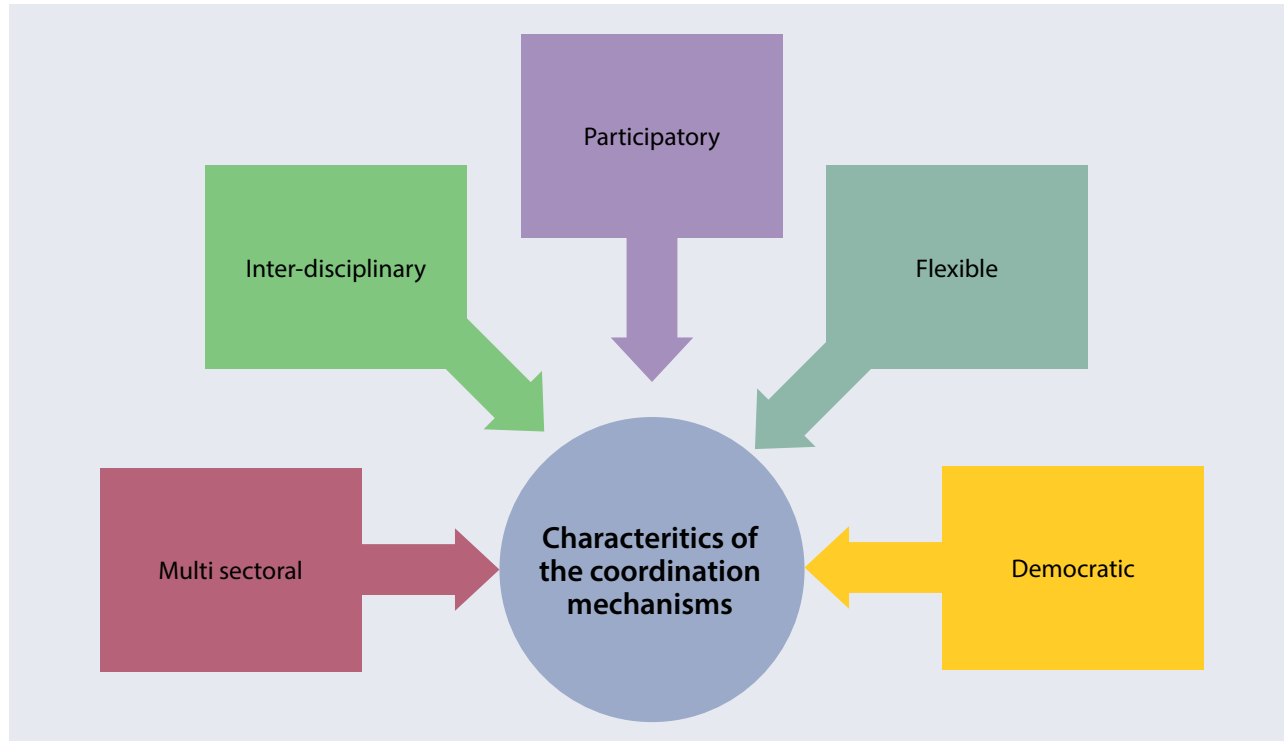 Participatory
Inter-disciplinary
Flexible
Multi sectoral
Characteritics of
the coordination
mechanisms
Democratic